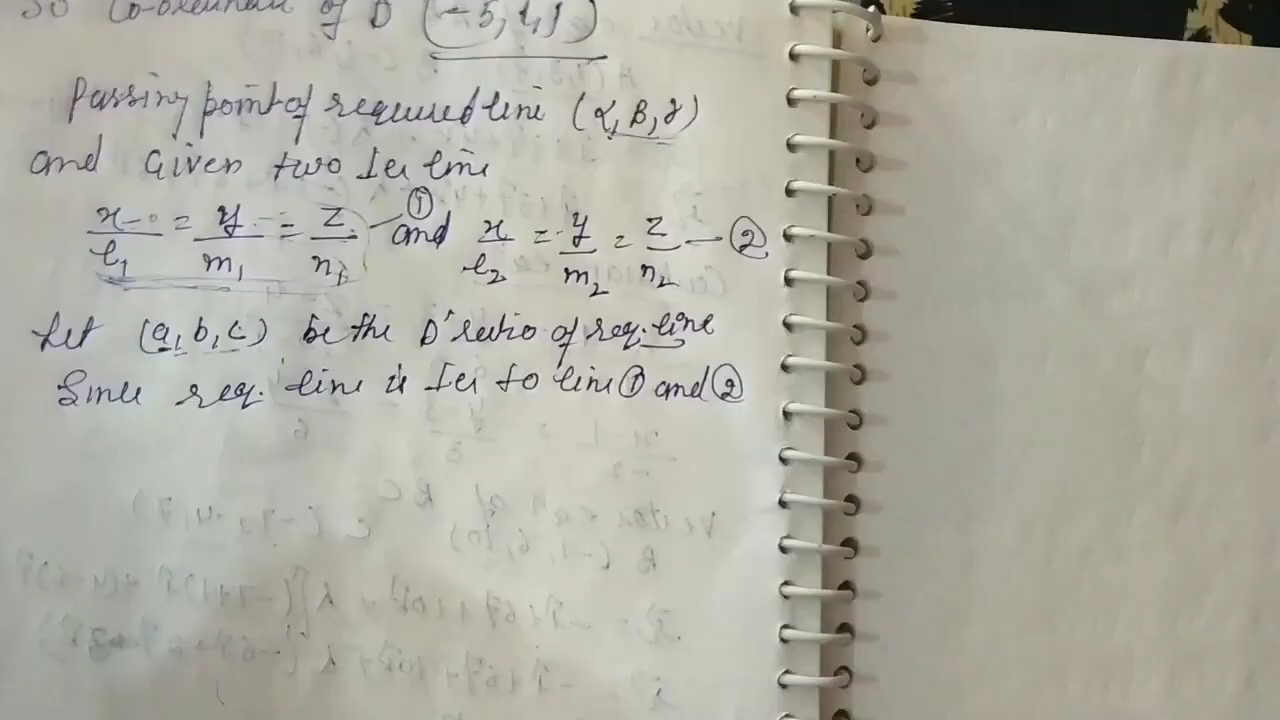 So Co-ordinate of D (-5, 4, 1)
Passing point of required line (α, β, γ)
and Given two ⊥er line
x/l₁ = y/m₁ = z/n₁ — ① and x/l₂ = y/m₂ = z/n₂ — ②
Let (a, b, c) be the D'ratio of req. line
Since req. line is ⊥er to line ① and ②